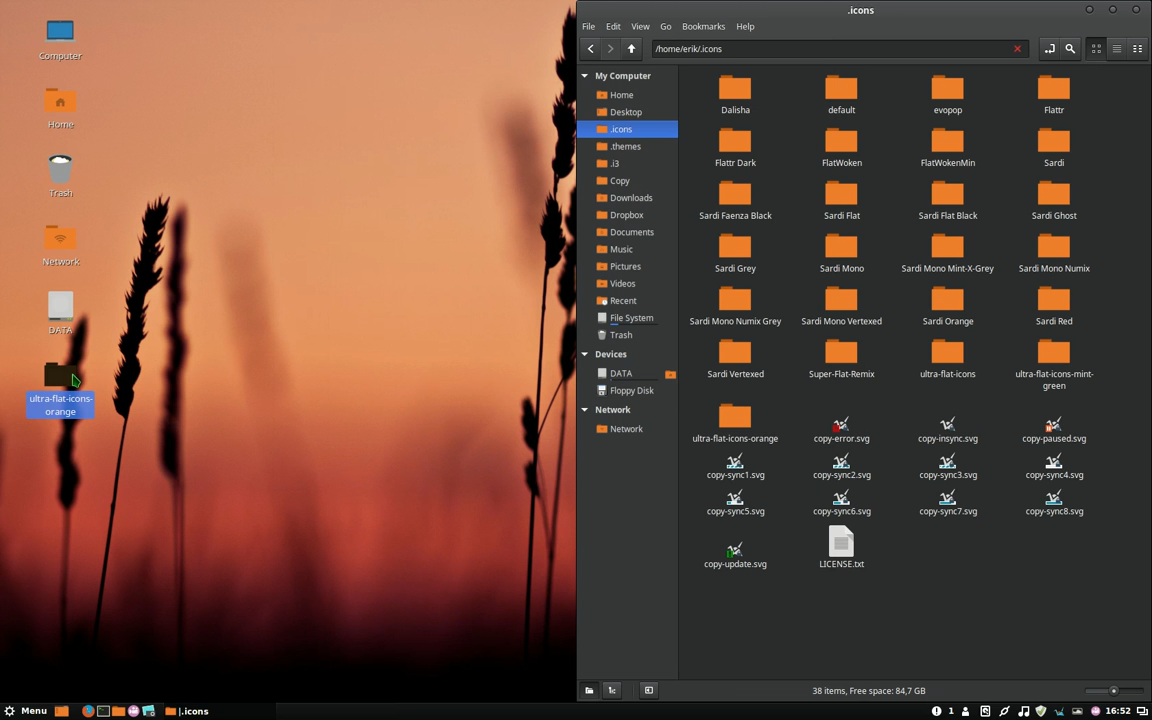 Computer
Home
Trash
Network
DATA
ultra-flat-icons-
orange
.icons
File Edit View Go Bookmarks Help
/home/erik/.icons
My Computer
Home
Desktop
.icons
.themes
.i3
Copy
Downloads
Dropbox
Documents
Music
Pictures
Videos
Recent
File System
Trash
Devices
DATA
Floppy Disk
Network
Network
Dalisha default evopop Flattr
Flattr Dark FlatWoken FlatWokenMin Sardi
Sardi Faenza Black Sardi Flat Sardi Flat Black Sardi Ghost
Sardi Grey Sardi Mono Sardi Mono Mint-X-Grey Sardi Mono Numix
Sardi Mono Numix Grey Sardi Mono Vertexed Sardi Orange Sardi Red
Sardi Vertexed Super-Flat-Remix ultra-flat-icons ultra-flat-icons-mint-
green
ultra-flat-icons-orange copy-error.svg copy-insync.svg copy-paused.svg
copy-sync1.svg copy-sync2.svg copy-sync3.svg copy-sync4.svg
copy-sync5.svg copy-sync6.svg copy-sync7.svg copy-sync8.svg
copy-update.svg LICENSE.txt
38 items, Free space: 84,7 GB
Menu |.icons 1 16:52